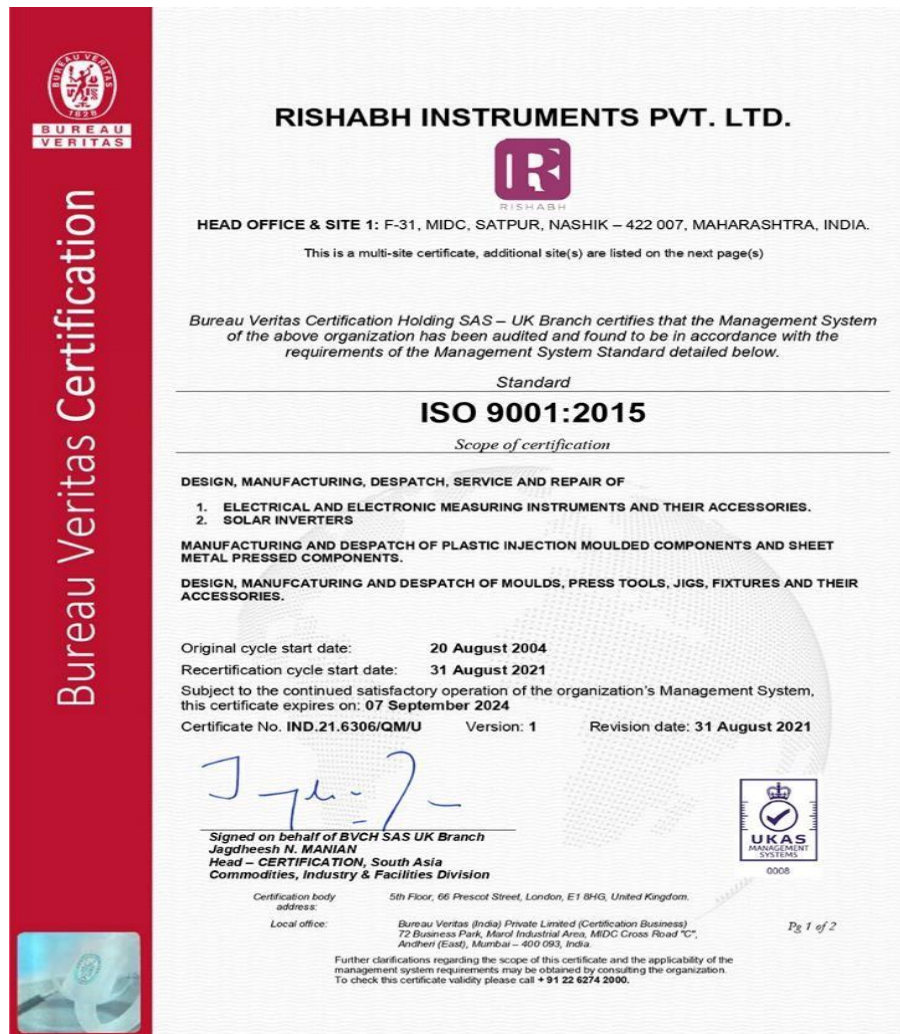 BUREAU VERITAS
1828
BUREAU
VERITAS
Bureau Veritas Certification
RISHABH INSTRUMENTS PVT. LTD.
R
RISHABH
HEAD OFFICE & SITE 1: F-31, MIDC, SATPUR, NASHIK – 422 007, MAHARASHTRA, INDIA.
This is a multi-site certificate, additional site(s) are listed on the next page(s)
Bureau Veritas Certification Holding SAS – UK Branch certifies that the Management System
of the above organization has been audited and found to be in accordance with the
requirements of the Management System Standard detailed below.
Standard
ISO 9001:2015
Scope of certification
DESIGN, MANUFACTURING, DESPATCH, SERVICE AND REPAIR OF
1. ELECTRICAL AND ELECTRONIC MEASURING INSTRUMENTS AND THEIR ACCESSORIES.
2. SOLAR INVERTERS
MANUFACTURING AND DESPATCH OF PLASTIC INJECTION MOULDED COMPONENTS AND SHEET
METAL PRESSED COMPONENTS.
DESIGN, MANUFCATURING AND DESPATCH OF MOULDS, PRESS TOOLS, JIGS, FIXTURES AND THEIR
ACCESSORIES.
Original cycle start date: 20 August 2004
Recertification cycle start date: 31 August 2021
Subject to the continued satisfactory operation of the organization's Management System,
this certificate expires on: 07 September 2024
Certificate No. IND.21.6306/QM/U Version: 1 Revision date: 31 August 2021
Signed on behalf of BVCH SAS UK Branch
Jagdheesh N. MANIAN
Head – CERTIFICATION, South Asia
Commodities, Industry & Facilities Division
UKAS
MANAGEMENT
SYSTEMS
0008
Certification body
address: 5th Floor, 66 Prescot Street, London, E1 8HG, United Kingdom.
Local office: Bureau Veritas (India) Private Limited (Certification Business)
72 Business Park, Marol Industrial Area, MIDC Cross Road "C",
Andheri (East), Mumbai – 400 093, India.
Pg 1 of 2
Further clarifications regarding the scope of this certificate and the applicability of the
management system requirements may be obtained by consulting the organization.
To check this certificate validity please call + 91 22 6274 2000.